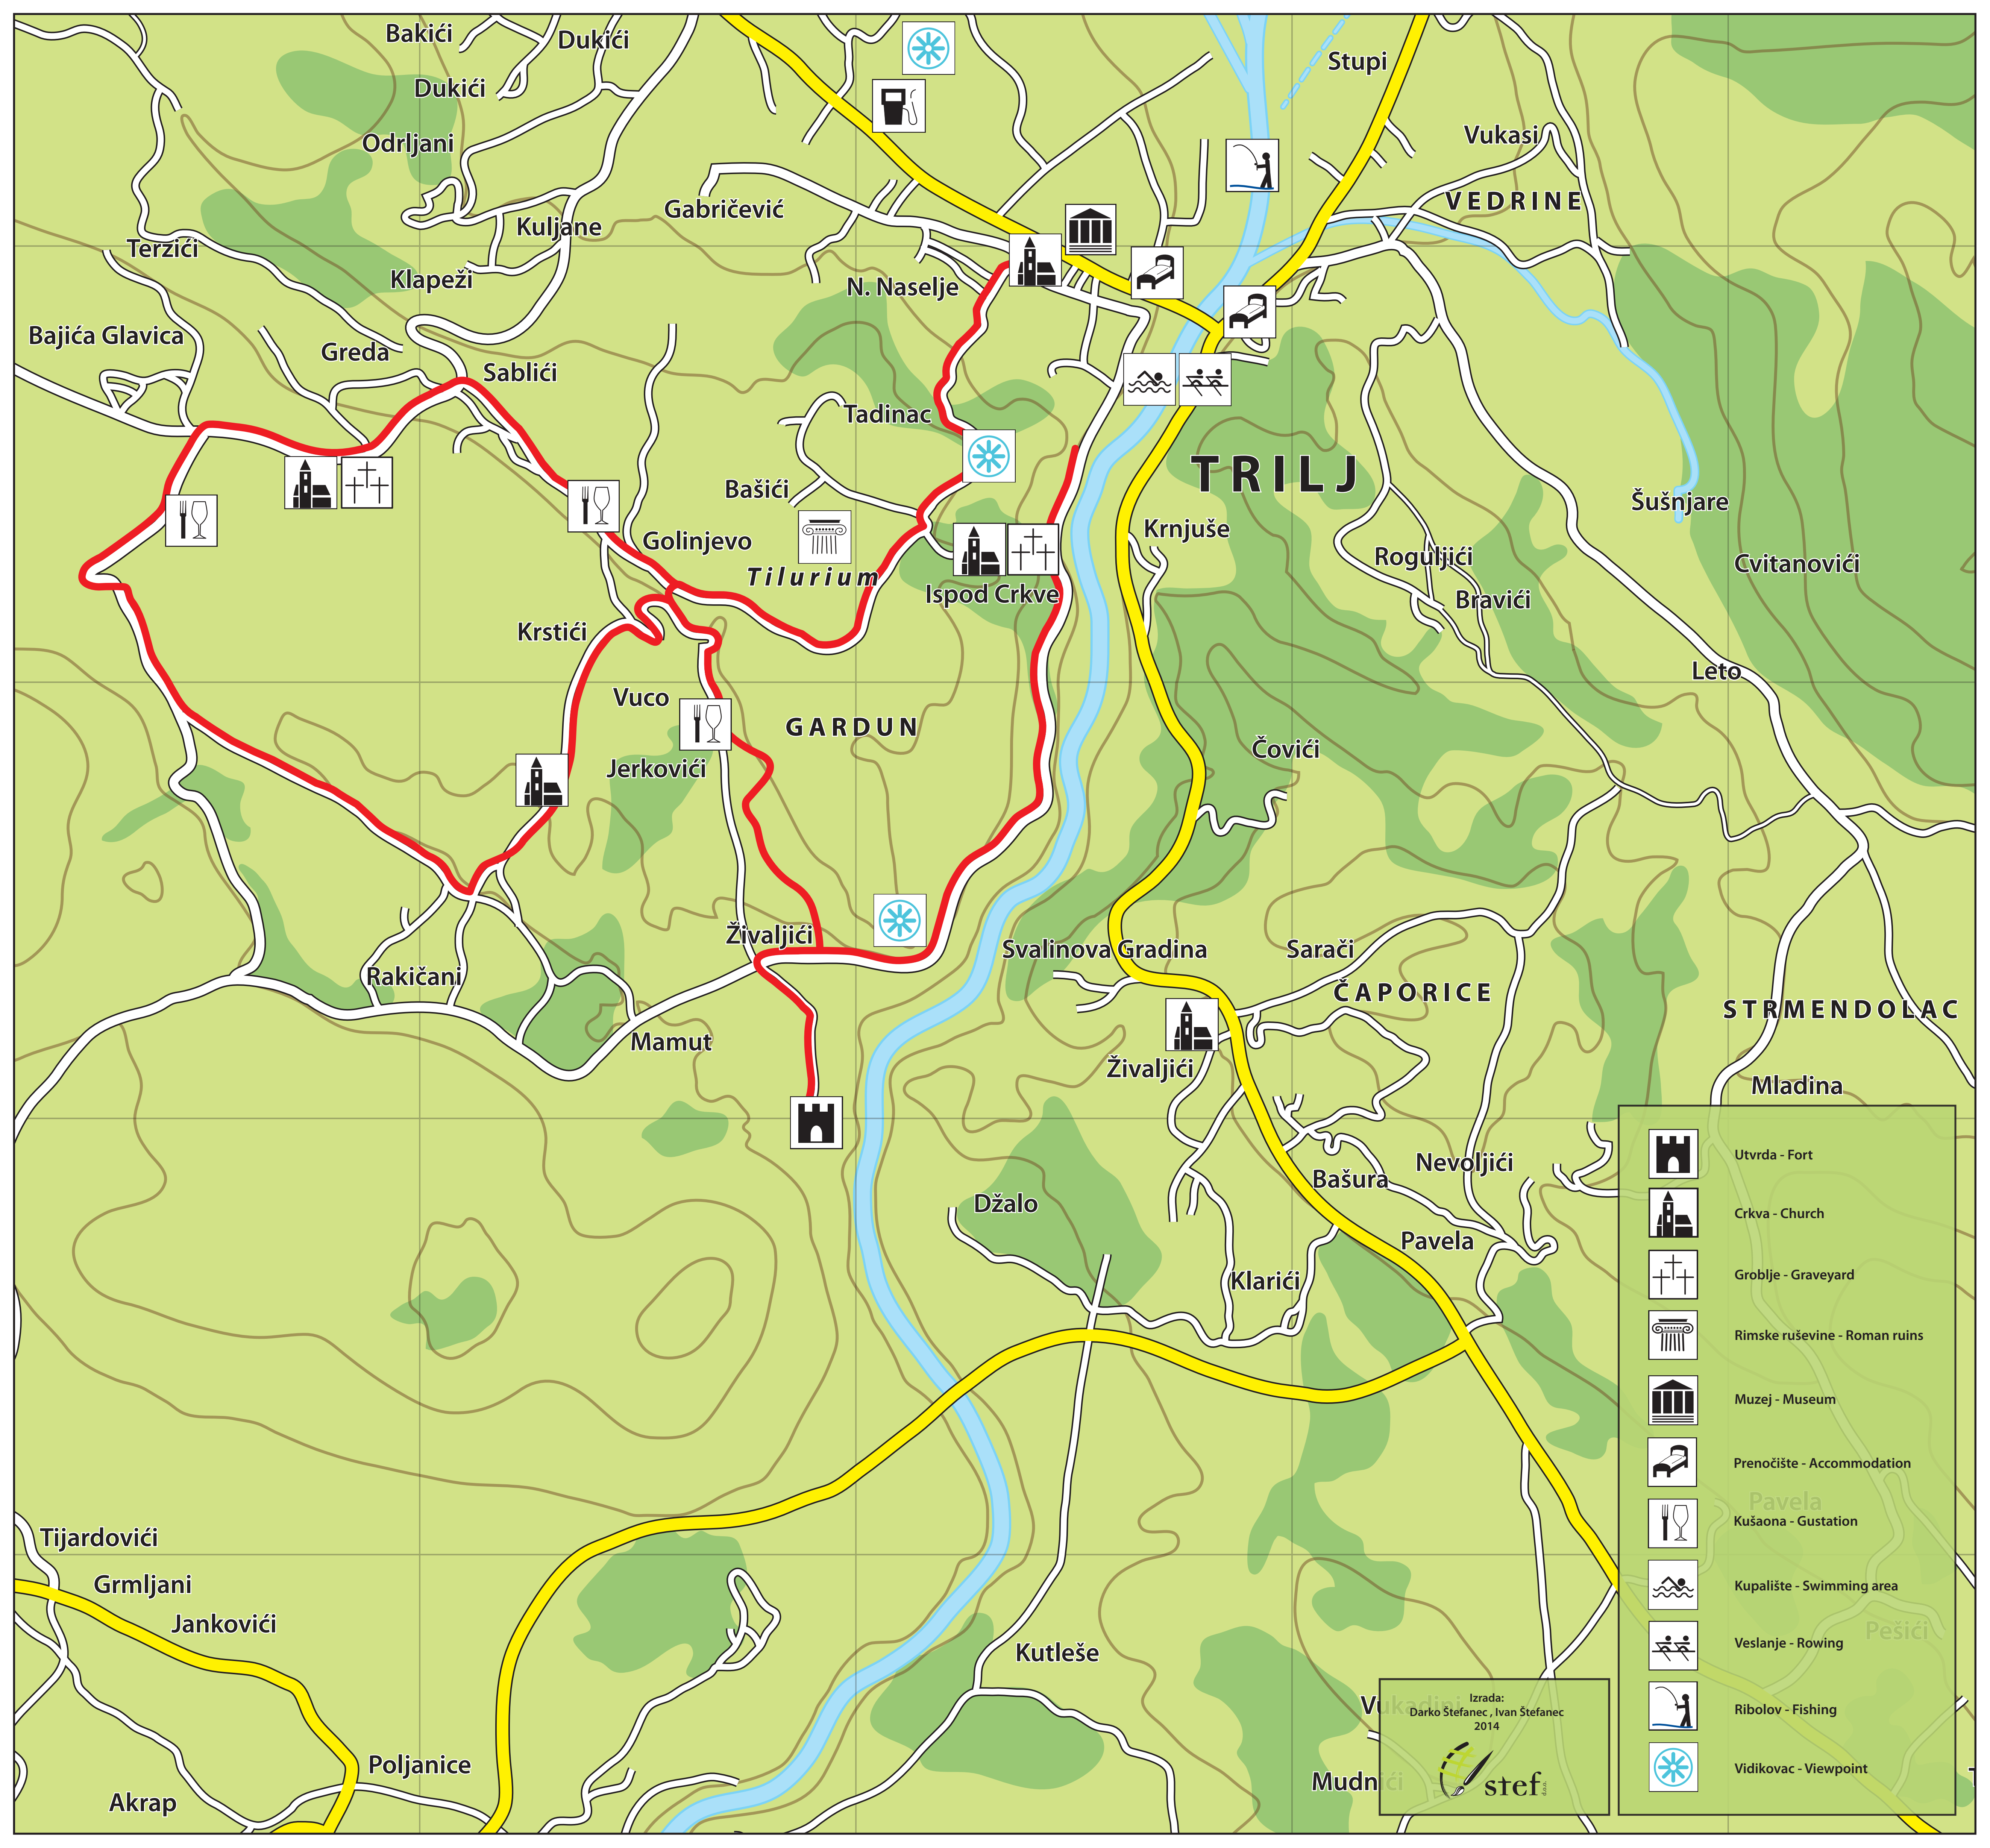 Bakići
Dukići
Stupi
Dukići
Odrljani
Vukasi
Gabričević
VEDRINE
Kuljane
Terzići
Klapeži
N. Naselje
Bajića Glavica
Greda
Sablići
Tadinac
TRILJ
Bašići
Šušnjare
Krnjuše
Golinjevo
Roguljići
Cvitanovići
Tilurium
Ispod Crkve
Bravići
Krstići
Leto
Vuco
GARDUN
Čovići
Jerkovići
Živaljići
Svalinova Gradina
Sarači
Rakičani
ČAPORICE
STRMENDOLAC
Mamut
Živaljići
Mladina
Nevoljići
Bašura
Džalo
Pavela
Klarići
Utvrda - Fort
Crkva - Church
Groblje - Graveyard
Rimske ruševine - Roman ruins
Muzej - Museum
Prenočište - Accommodation
Pavela
Kušaona - Gustation
Kupalište - Swimming area
Pešići
Veslanje - Rowing
Ribolov - Fishing
Vidikovac - Viewpoint
Tijardovići
Grmljani
Jankovići
Kutleše
Vukadini
Izrada:
Darko Štefanec , Ivan Štefanec
2014
stef d.o.o.
Poljanice
Mudnići
Akrap